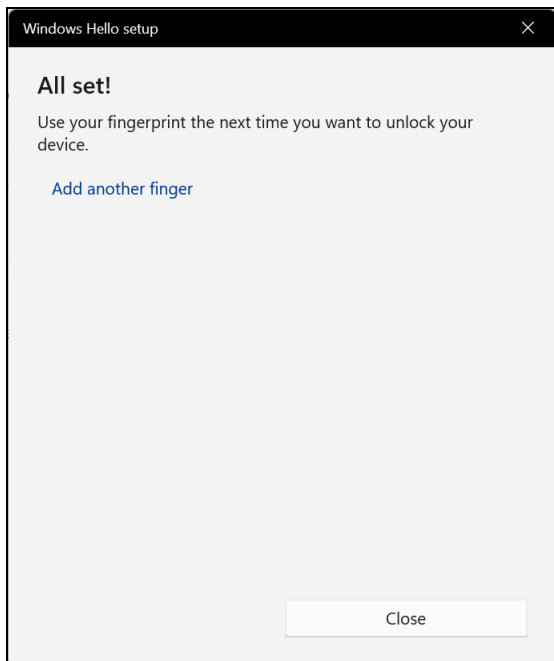 Windows Hello setup
All set!
Use your fingerprint the next time you want to unlock your
device.
Add another finger
Close